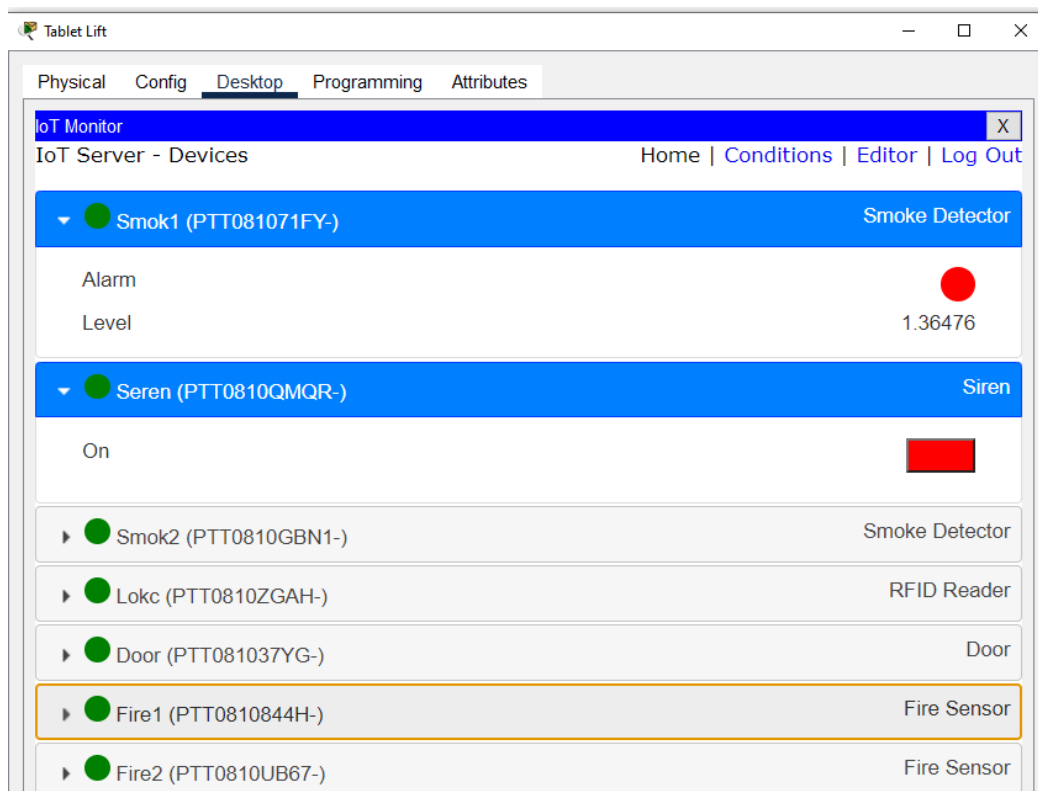 Tablet Lift
Physical Config Desktop Programming Attributes
IoT Monitor X
IoT Server - Devices Home | Conditions | Editor | Log Out
Smok1 (PTT081071FY-) Smoke Detector
Alarm
Level 1.36476
Seren (PTT0810QMQR-) Siren
On
Smok2 (PTT0810GBN1-) Smoke Detector
Lokc (PTT0810ZGAH-) RFID Reader
Door (PTT081037YG-) Door
Fire1 (PTT0810844H-) Fire Sensor
Fire2 (PTT0810UB67-) Fire Sensor